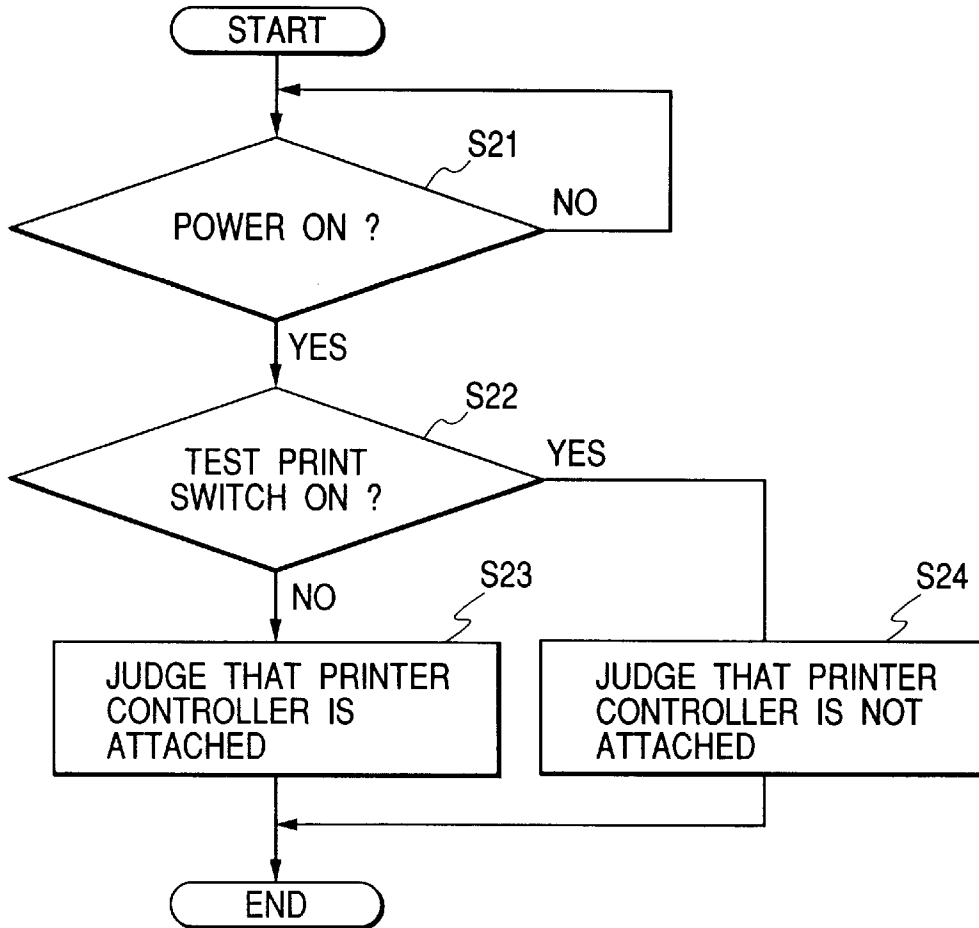 START
S21
NO
POWER ON ?
YES
S22
YES
TEST PRINT
SWITCH ON ?
NO
S23
S24
JUDGE THAT PRINTER
CONTROLLER IS
ATTACHED
JUDGE THAT PRINTER
CONTROLLER IS NOT
ATTACHED
END